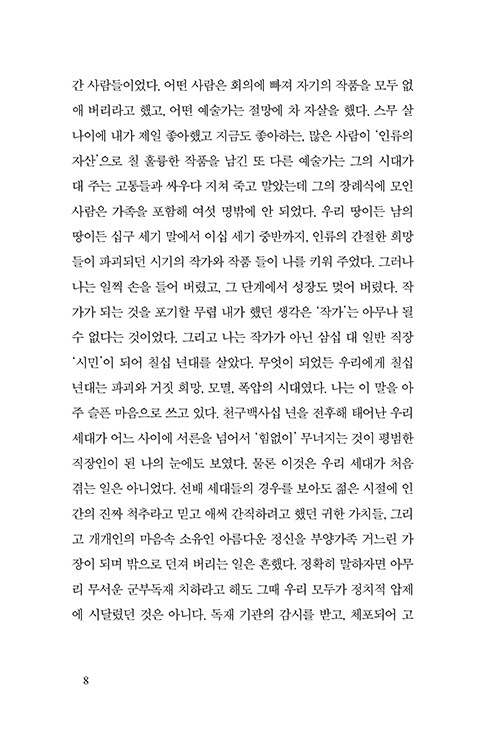 간 사람들이었다. 어떤 사람은 회의에 빠져 자기의 작품을 모두 없
애 버리라고 했고, 어떤 예술가는 절망에 차 자살을 했다. 스무 살
나이에 내가 제일 좋아했고 지금도 좋아하는, 많은 사람이 ‘인류의
자산’으로 칠 훌륭한 작품을 남긴 또 다른 예술가는 그의 시대가
대 주는 고통들과 싸우다 지쳐 죽고 말았는데 그의 장례식에 모인
사람은 가족을 포함해 여섯 명밖에 안 되었다. 우리 땅이든 남의
땅이든 십구 세기 말에서 이십 세기 중반까지, 인류의 간절한 희망
들이 파괴되던 시기의 작가와 작품 들이 나를 키워 주었다. 그러나
나는 일찍 손을 들어 버렸고, 그 단계에서 성장도 멎어 버렸다. 작
가가 되는 것을 포기할 무렵 내가 했던 생각은 ‘작가’는 아무나 될
수 없다는 것이었다. 그리고 나는 작가가 아닌 삼십 대 일반 직장
‘시민’이 되어 칠십 년대를 살았다. 무엇이 되었든 우리에게 칠십
년대는 파괴와 거짓 희망, 모멸, 폭압의 시대였다. 나는 이 말을 아
주 슬픈 마음으로 쓰고 있다. 천구백사십 년을 전후해 태어난 우리
세대가 어느 사이에 서른을 넘어서 ‘힘없이’ 무너지는 것이 평범한
직장인이 된 나의 눈에도 보였다. 물론 이것은 우리 세대가 처음
겪는 일은 아니었다. 선배 세대들의 경우를 보아도 젊은 시절에 인
간의 진짜 척추라고 믿고 애써 간직하려고 했던 귀한 가치들, 그리
고 개개인의 마음속 소유인 아름다운 정신을 부양가족 거느린 가
장이 되며 밖으로 던져 버리는 일은 흔했다. 정확히 말하자면 아무
리 무서운 군부독재 치하라고 해도 그때 우리 모두가 정치적 압제
에 시달렸던 것은 아니다. 독재 기관의 감시를 받고, 체포되어 고
8